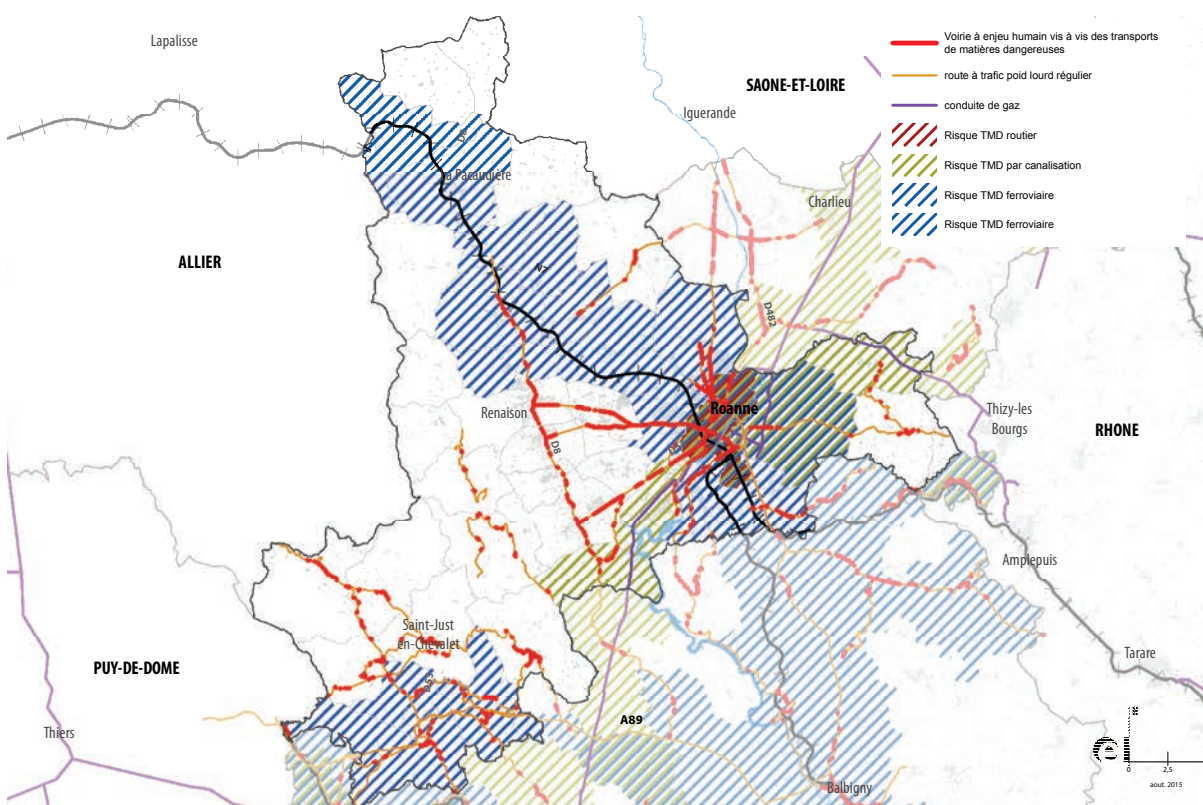 Lapalisse
Voirie à enjeu humain vis à vis des transports
de matières dangereuses
SAONE-ET-LOIRE
route à trafic poid lourd régulier
Iguerande
conduite de gaz
Risque TMD routier
Risque TMD par canalisation
La Pacaudière
Charlieu
Risque TMD ferroviaire
Risque TMD ferroviaire
ALLIER
N7
D482
Renaison
Roanne
Thizy-les
Bourgs
RHONE
D8
Amplepuis
Saint-Just
en-Chevalet
PUY-DE-DOME
D53
Tarare
A89
Thiers
Balbigny
0
2,5
aout. 2015